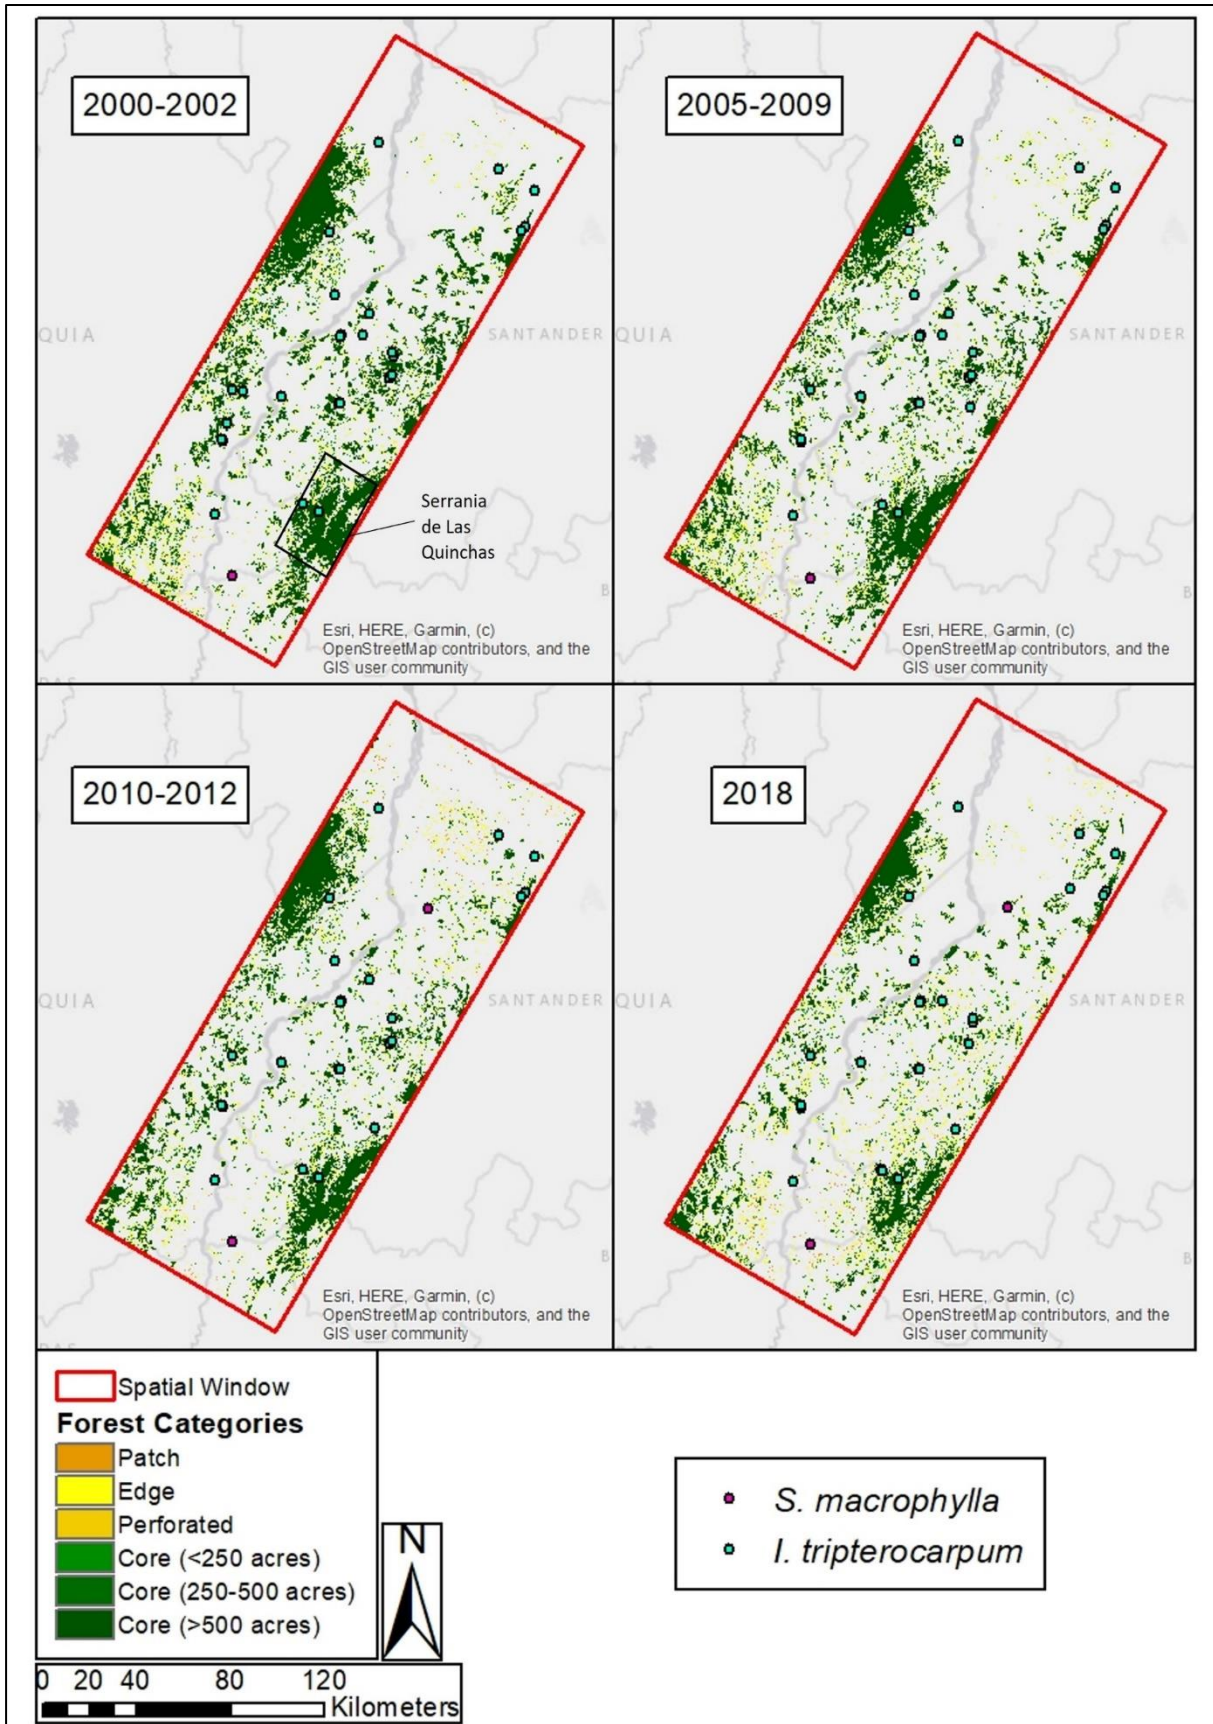 2000-2002
QUIA
SANTANDER
Serrania
de Las
Quinchas
B
Esri, HERE, Garmin, (c)
OpenStreetMap contributors, and the
GIS user community
2005-2009
QUIA
SANTANDER
B
Esri, HERE, Garmin, (c)
OpenStreetMap contributors, and the
GIS user community
2010-2012
QUIA
SANTANDER
B
Esri, HERE, Garmin, (c)
OpenStreetMap contributors, and the
GIS user community
2018
QUIA
SANTANDER
B
Esri, HERE, Garmin, (c)
OpenStreetMap contributors, and the
GIS user community
Spatial Window
Forest Categories
Patch
Edge
Perforated
Core (<250 acres)
Core (250-500 acres)
Core (>500 acres)
N
0 20 40 80 120
Kilometers
S. macrophylla
I. tripterocarpum